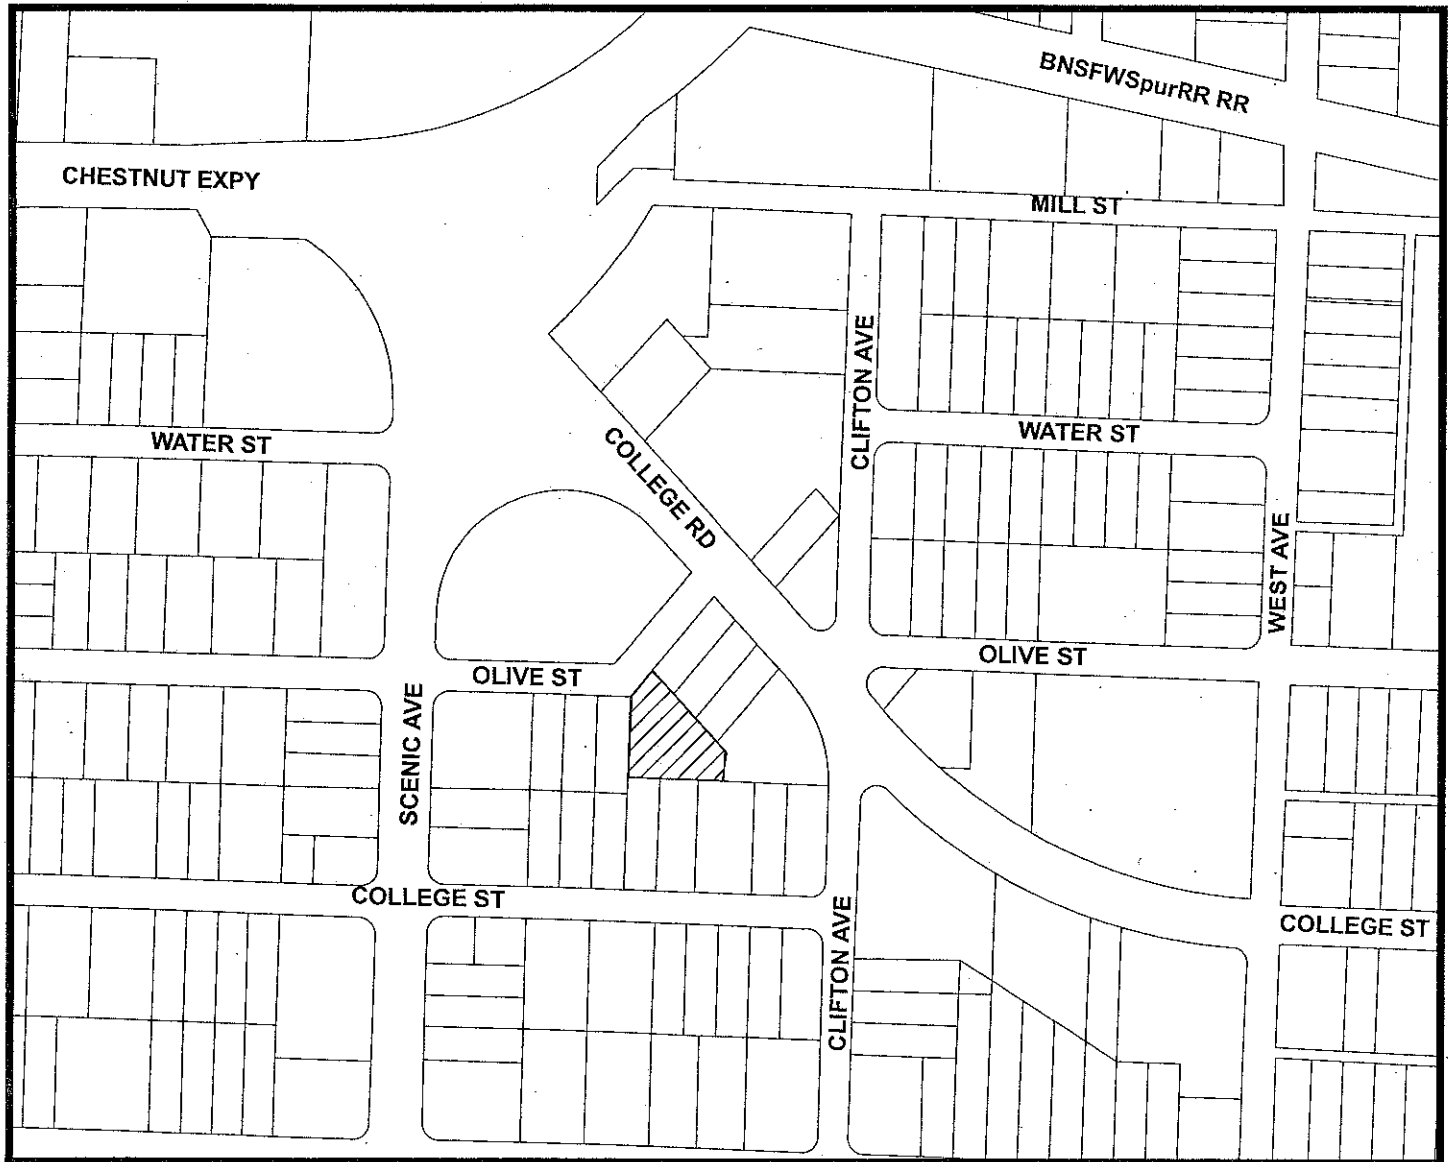 BNSFWSpurRR RR
CHESTNUT EXPY
MILL ST
CLIFTON AVE
WATER ST
WATER ST
COLLEGE RD
WEST AVE
OLIVE ST
OLIVE ST
SCENIC AVE
COLLEGE ST
CLIFTON AVE
COLLEGE ST